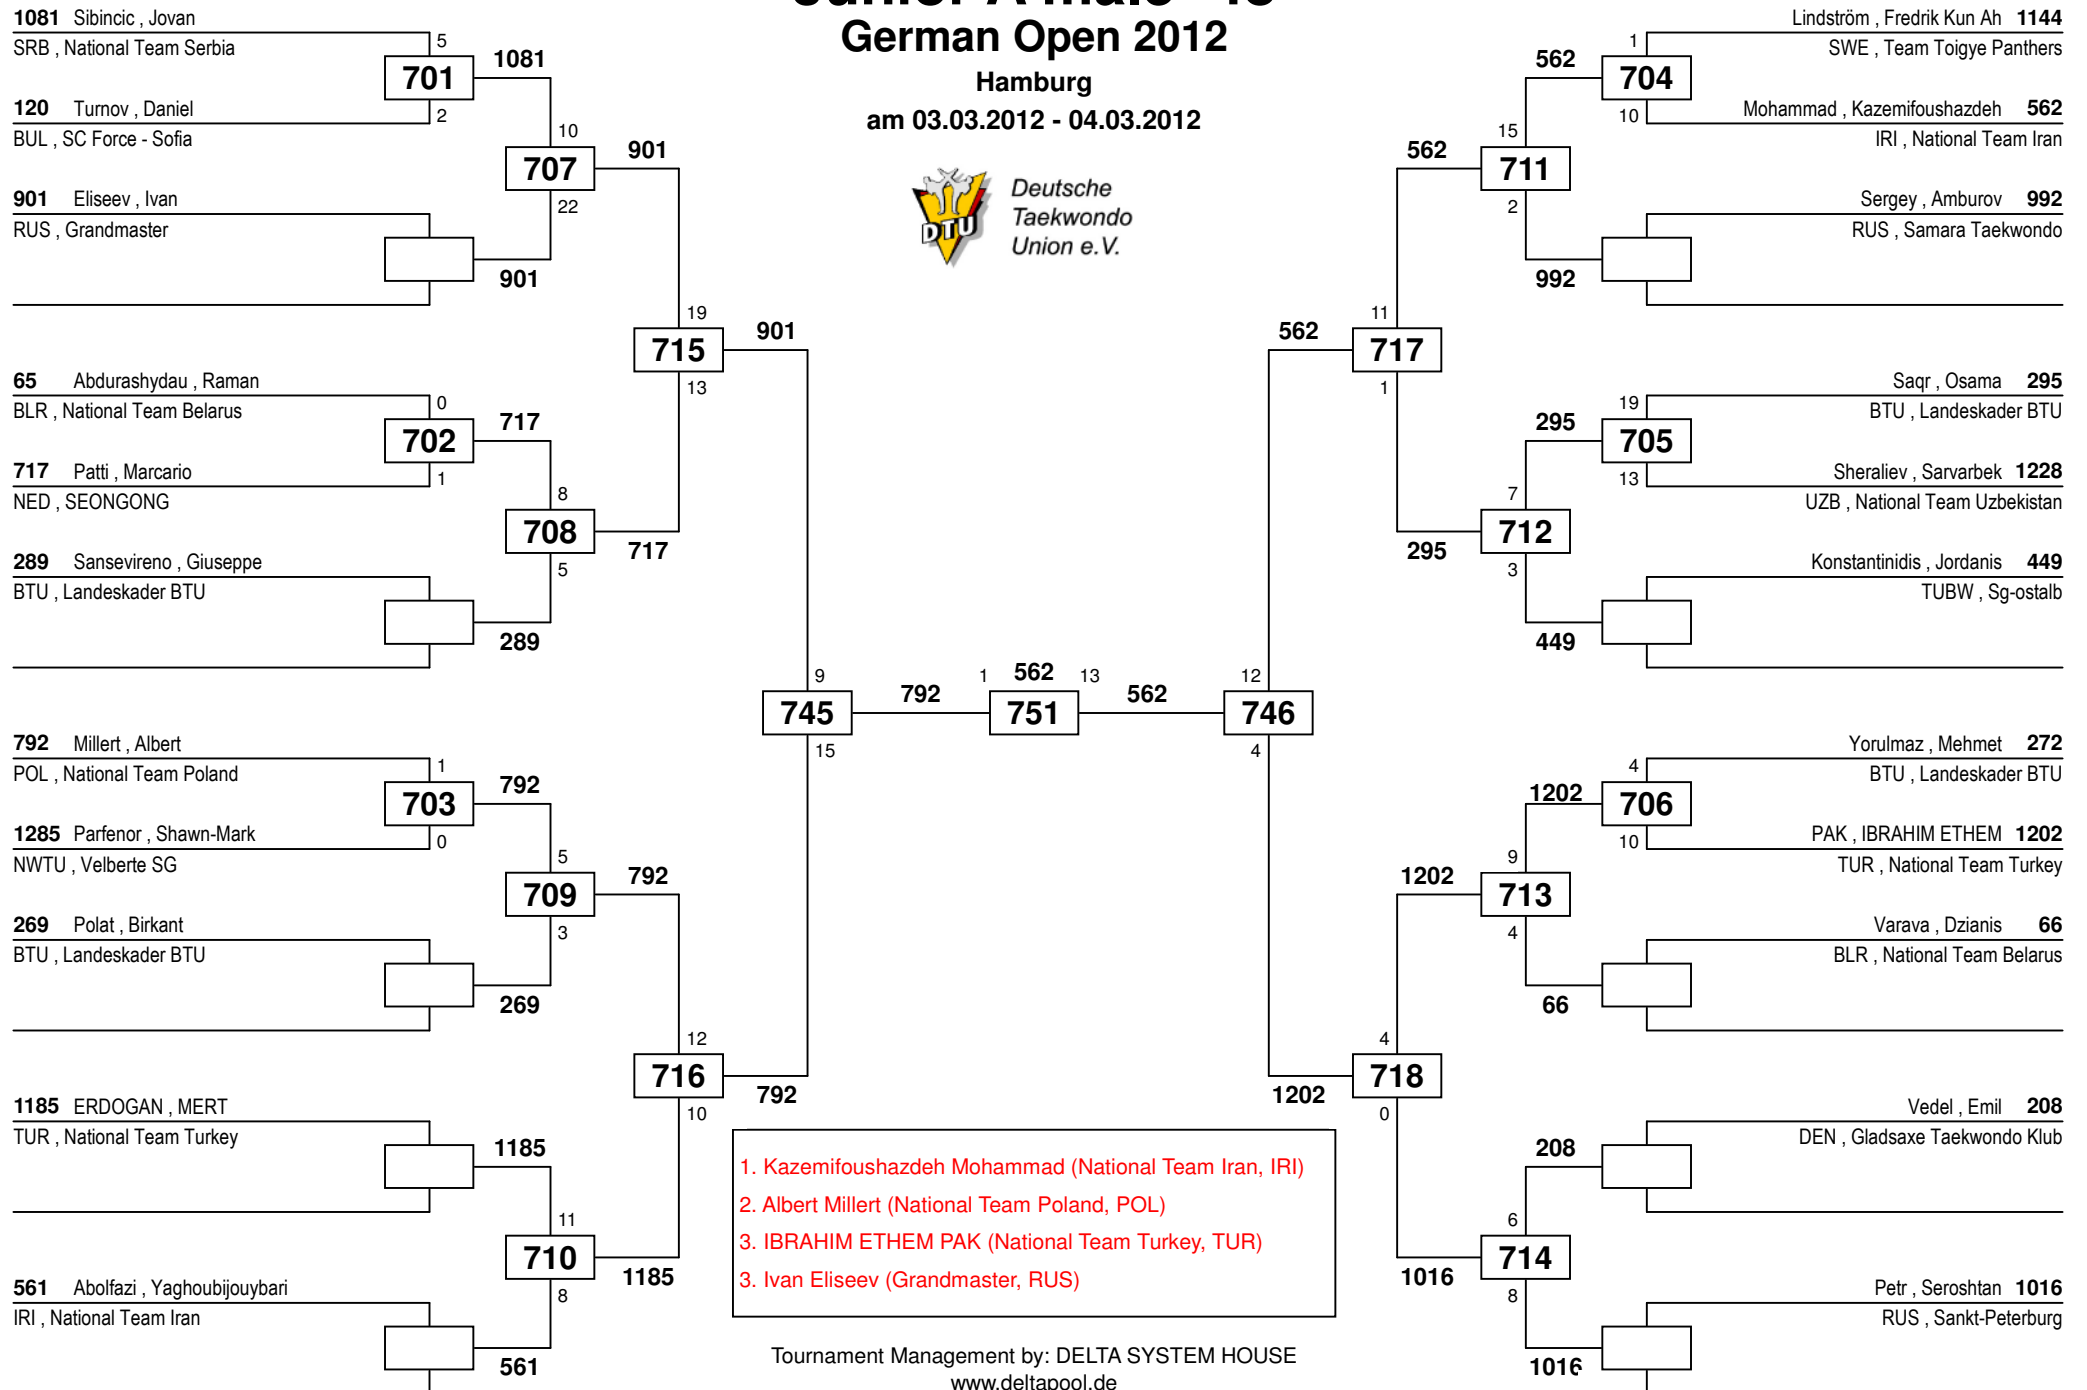 German Open 2012
Hamburg
am 03.03.2012 - 04.03.2012
DTU
Deutsche
Taekwondo
Union e.V.
1081 Sibincic , Jovan
SRB , National Team Serbia
5
701
1081
2
120 Turnov , Daniel
BUL , SC Force - Sofia
10
707
901
22
901 Eliseev , Ivan
RUS , Grandmaster
901
19
715
901
13
65 Abdurashydau , Raman
BLR , National Team Belarus
0
702
717
1
717 Patti , Marcario
NED , SEONGONG
8
708
717
5
289 Sansevireno , Giuseppe
BTU , Landeskader BTU
289
9
745
792
15
792 Millert , Albert
POL , National Team Poland
1
703
792
0
1285 Parfenor , Shawn-Mark
NWTU , Velberte SG
5
709
792
3
269 Polat , Birkant
BTU , Landeskader BTU
269
12
716
792
10
1185 ERDOGAN , MERT
TUR , National Team Turkey
1185
11
710
1185
8
561 Abolfazi , Yaghoubijouybari
IRI , National Team Iran
561
1 562 13
751
562
Lindström , Fredrik Kun Ah 1144
SWE , Team Toigye Panthers
1
562
704
10
Mohammad , Kazemifoushazdeh 562
IRI , National Team Iran
15
562
711
2
Sergey , Amburov 992
RUS , Samara Taekwondo
992
11
562
717
1
Saqr , Osama 295
BTU , Landeskader BTU
19
295
705
13
Sheraliev , Sarvarbek 1228
UZB , National Team Uzbekistan
7
712
295
3
Konstantinidis , Jordanis 449
TUBW , Sg-ostalb
449
12
746
4
Yorulmaz , Mehmet 272
BTU , Landeskader BTU
4
1202
706
10
PAK , IBRAHIM ETHEM 1202
TUR , National Team Turkey
9
1202
713
4
Varava , Dzianis 66
BLR , National Team Belarus
66
4
718
1202
0
Vedel , Emil 208
DEN , Gladsaxe Taekwondo Klub
208
6
714
1016
8
Petr , Seroshtan 1016
RUS , Sankt-Peterburg
1016
1. Kazemifoushazdeh Mohammad (National Team Iran, IRI)
2. Albert Millert (National Team Poland, POL)
3. IBRAHIM ETHEM PAK (National Team Turkey, TUR)
3. Ivan Eliseev (Grandmaster, RUS)
Tournament Management by: DELTA SYSTEM HOUSE
www.deltapool.de